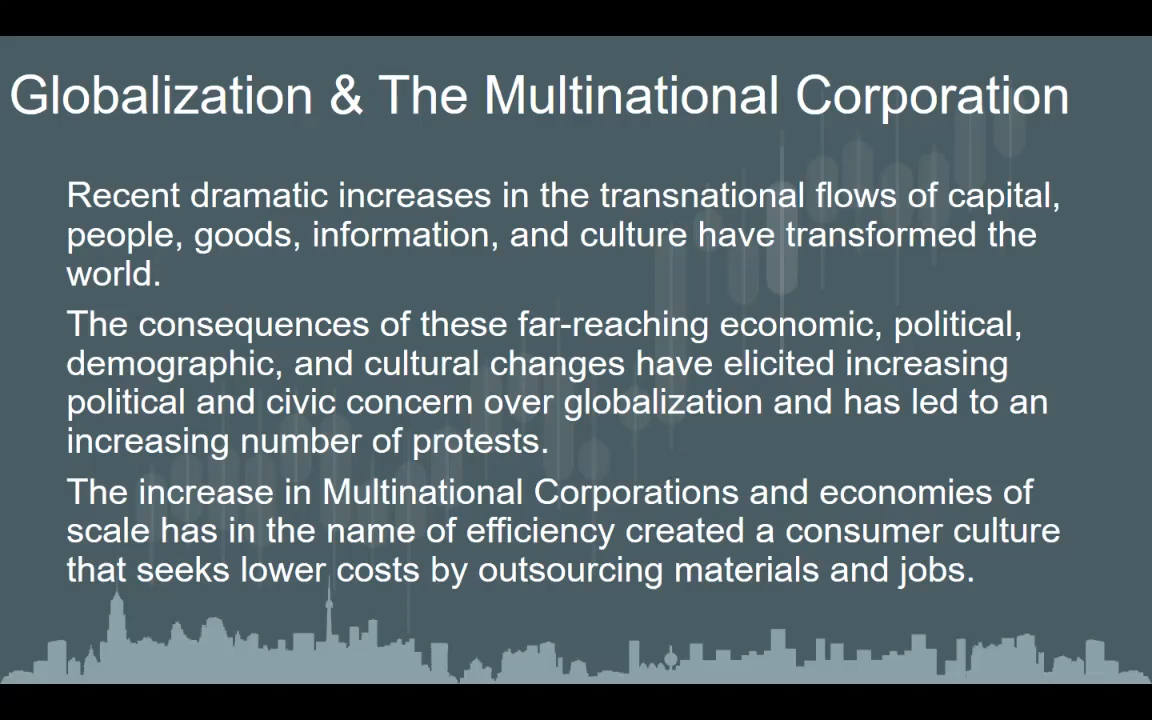 Globalization & The Multinational Corporation
Recent dramatic increases in the transnational flows of capital,
people, goods, information, and culture have transformed the
world.
The consequences of these far-reaching economic, political,
demographic, and cultural changes have elicited increasing
political and civic concern over globalization and has led to an
increasing number of protests.
The increase in Multinational Corporations and economies of
scale has in the name of efficiency created a consumer culture
that seeks lower costs by outsourcing materials and jobs.